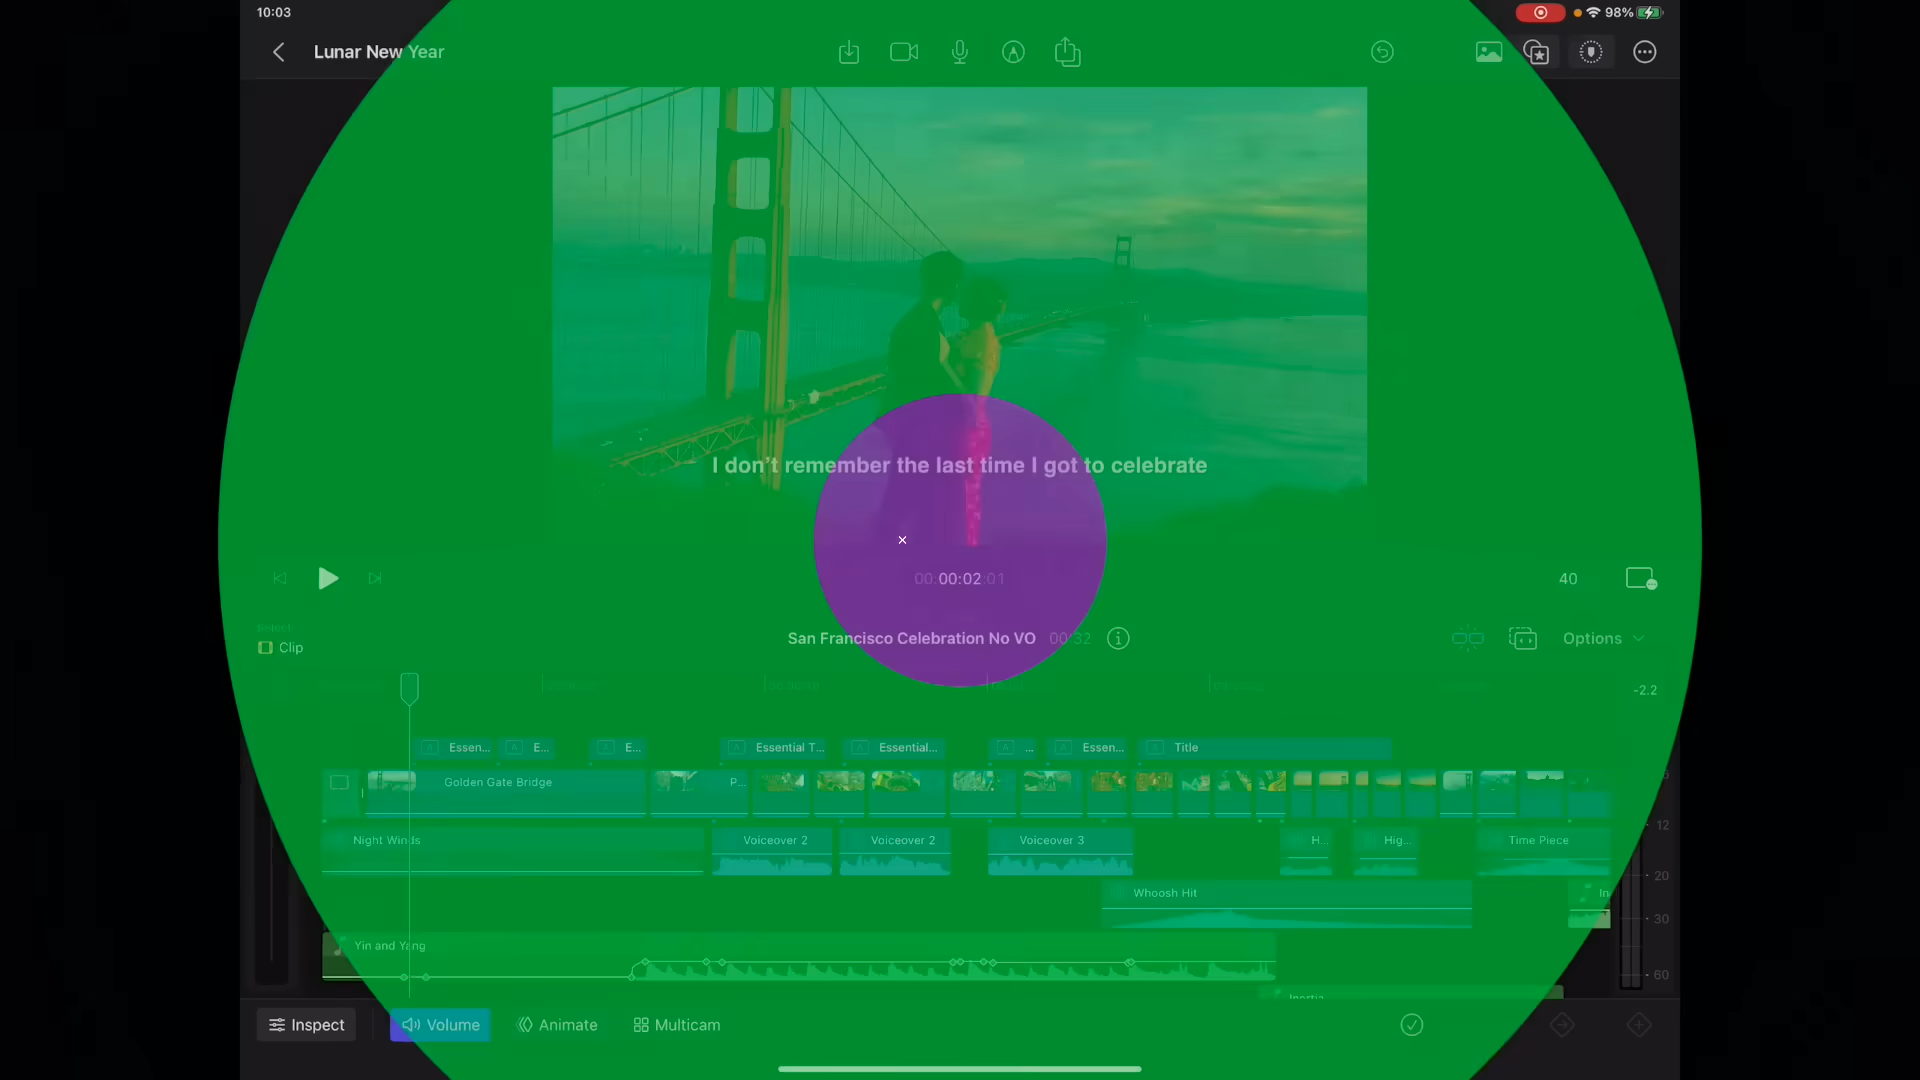 10:03
98%
Lunar New Year
I don't remember the last time I got to celebrate
00:00:02:01
40
Select
Clip
San Francisco Celebration No VO 00:32
Options
-2.2
Essen... E... E... Essential T... Essential... ... Essen... Title
Golden Gate Bridge P...
12
Night Winds Voiceover 2 Voiceover 2 Voiceover 3 H... Hig... Time Piece
20
Whoosh Hit In
30
Yin and Yang
60
Inertia
Inspect Volume Animate Multicam